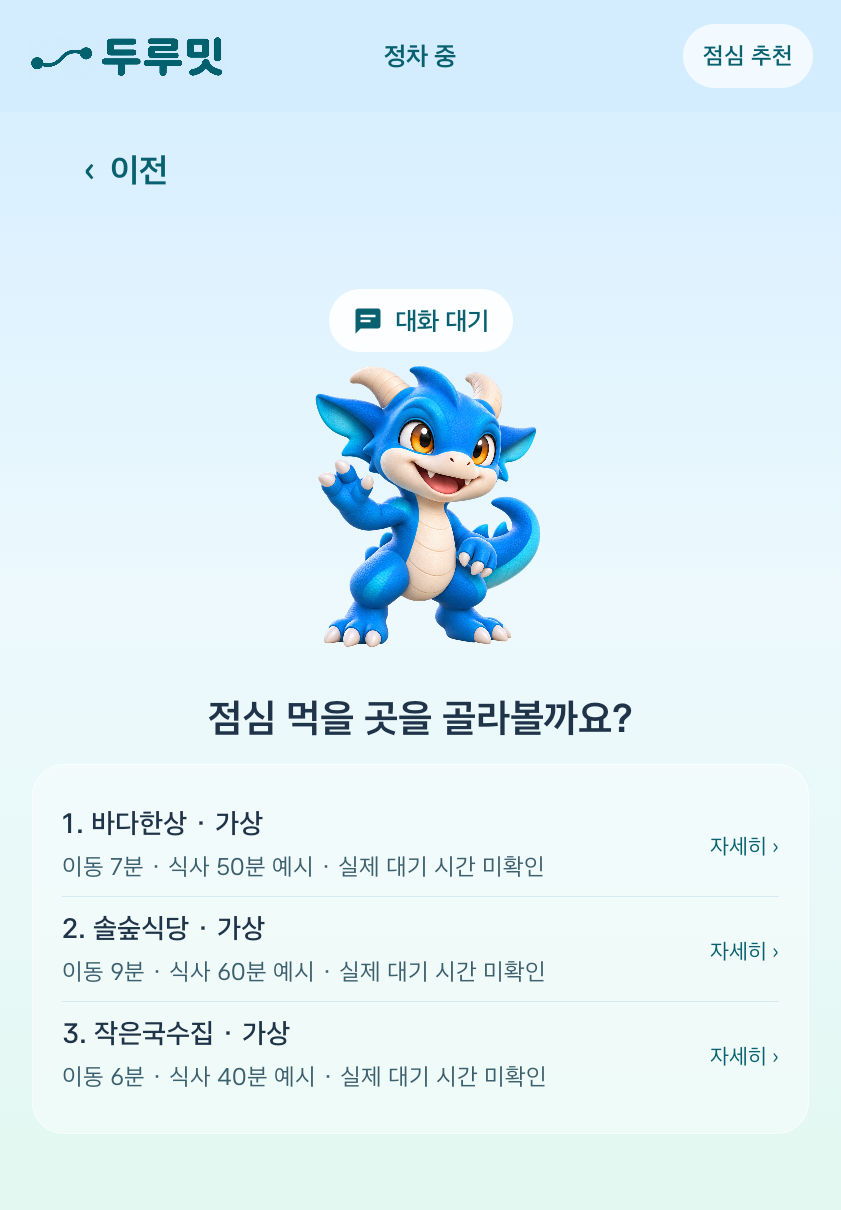 두루밋
정차 중
점심 추천
‹ 이전
대화 대기
점심 먹을 곳을 골라볼까요?
1. 바다한상 · 가상
이동 7분 · 식사 50분 예시 · 실제 대기 시간 미확인
자세히 ›
2. 솔숲식당 · 가상
이동 9분 · 식사 60분 예시 · 실제 대기 시간 미확인
자세히 ›
3. 작은국수집 · 가상
이동 6분 · 식사 40분 예시 · 실제 대기 시간 미확인
자세히 ›